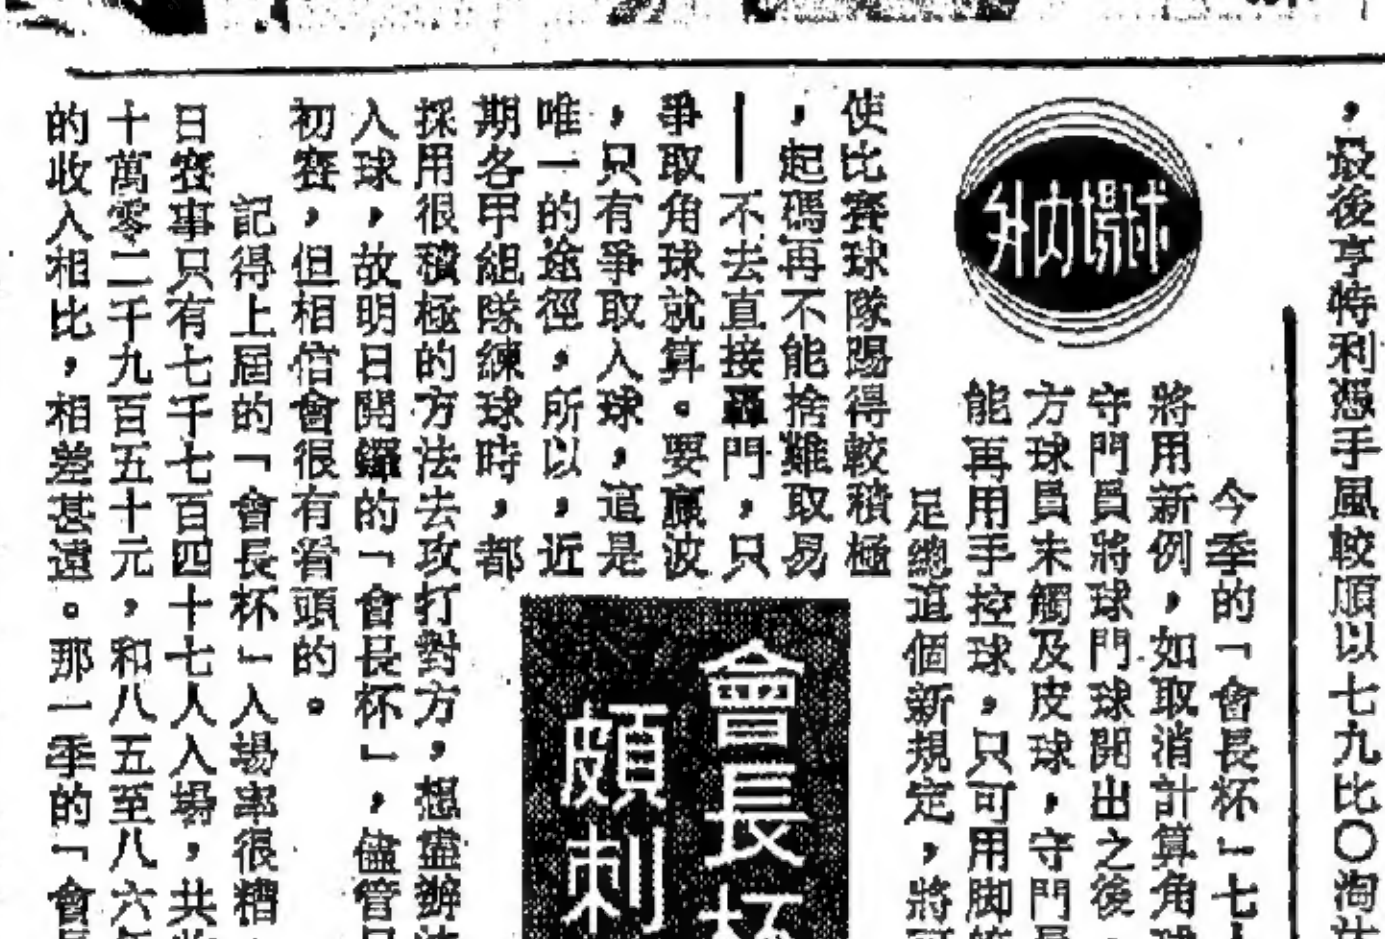 ，最後亨特利憑手風較順以七九比〇淘汰
球場內外
今季的「會長杯」七
將用新例，如取消計算角球
守門員將球門球開出之後，
方球員未觸及皮球，守門員
能再用手控球，只可用脚
足總這個新規定，將
使比賽球隊踢得較積極
，起碼再不能捨難取易
—不去直接轟門，只
爭取角球就算。要贏波
，只有爭取入球，這是
唯一的途徑，所以，近
期各甲組隊練球時，都
採用很積極的方法去攻打對方，想盡辦法
入球，故明日開鑼的「會長杯」，儘管是
初賽，但相信會很有看頭的。
記得上屆的「會長杯」入場率很糟，
日賽事只有七千七百四十七人入場，共收
十萬零二千九百五十元，和八五至八六年
的收入相比，相差甚遠。那一季的「會長
會長杯
頗刺